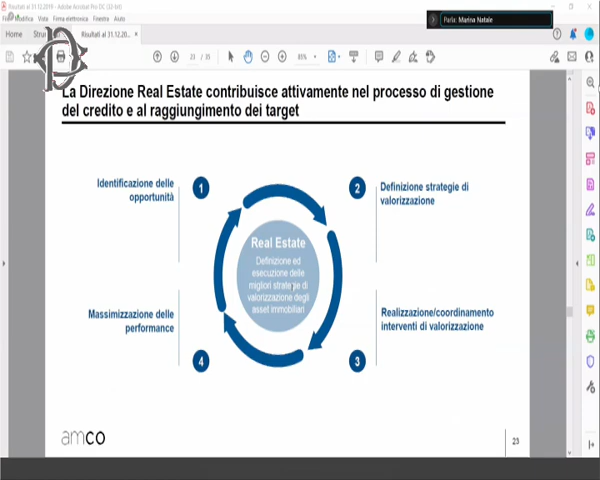 Risultati al 31.12.2019 - Adobe Acrobat Pro DC (32-bit)
File Modifica Vista Firma elettronica Finestra Aiuto
Parla: Marina Natale
Home
Stru
Risultati al 31.12.20...
×
85%
La Direzione Real Estate contribuisce attivamente nel processo di gestione
del credito e al raggiungimento dei target
Identificazione delle
opportunità
1
2
Definizione strategie di
valorizzazione
Real Estate
Definizione ed
esecuzione delle
migliori strategie di
valorizzazione degli
asset immobiliari
Massimizzazione delle
performance
4
3
Realizzazione/coordinamento
interventi di valorizzazione
amco